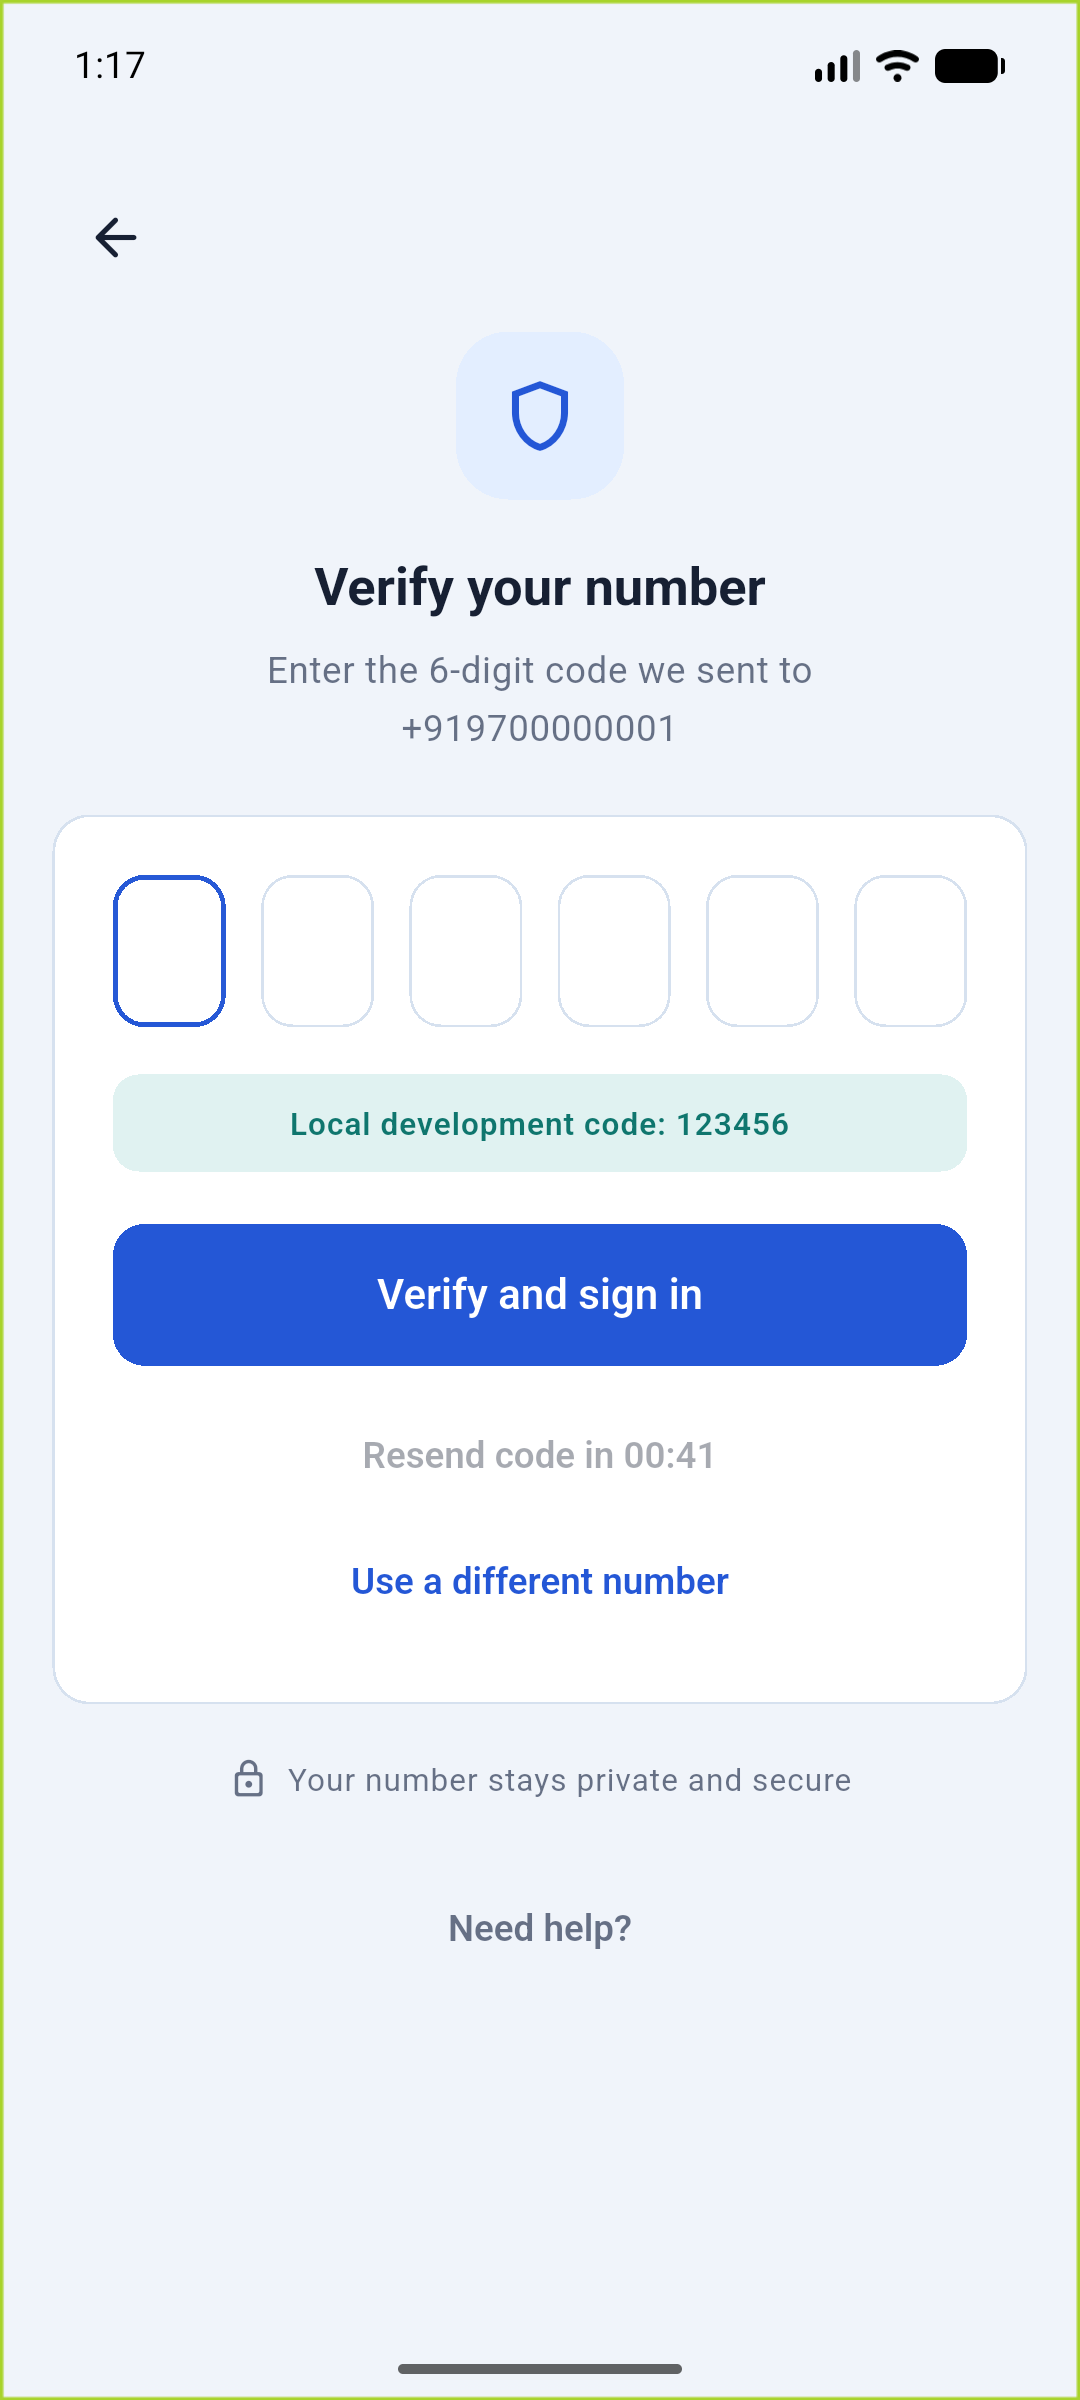 1:17
Verify your number
Enter the 6-digit code we sent to
+919700000001
Local development code: 123456
Verify and sign in
Resend code in 00:41
Use a different number
Your number stays private and secure
Need help?